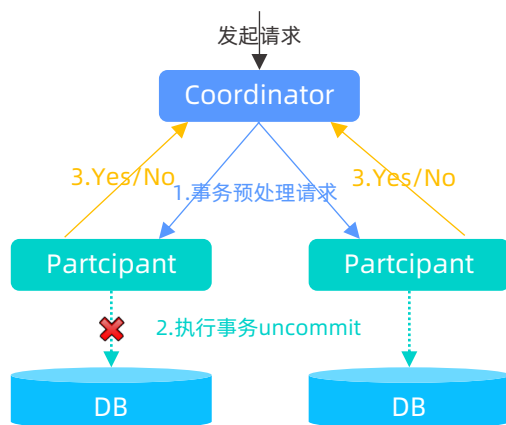 发起请求
Coordinator
3.Yes/No
1.事务预处理请求
3.Yes/No
Partcipant
Partcipant
2.执行事务uncommit
DB
DB